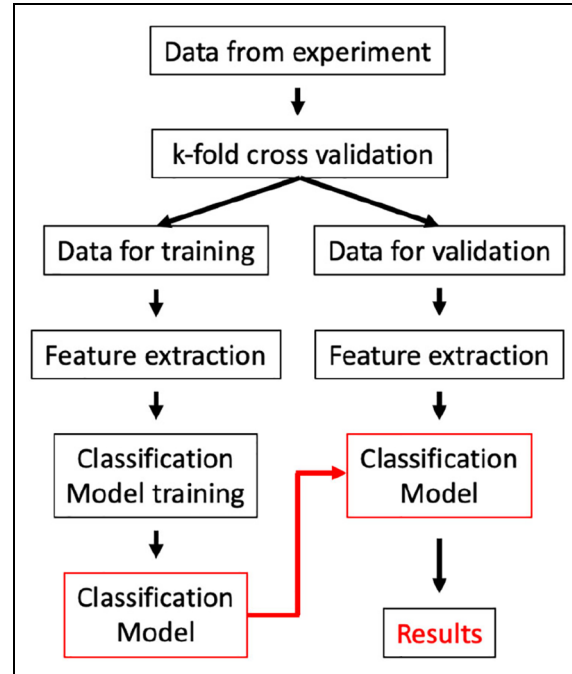 Data from experiment
k-fold cross validation
Data for training
Data for validation
Feature extraction
Feature extraction
Classification
Model training
Classification
Model
Classification
Model
Results